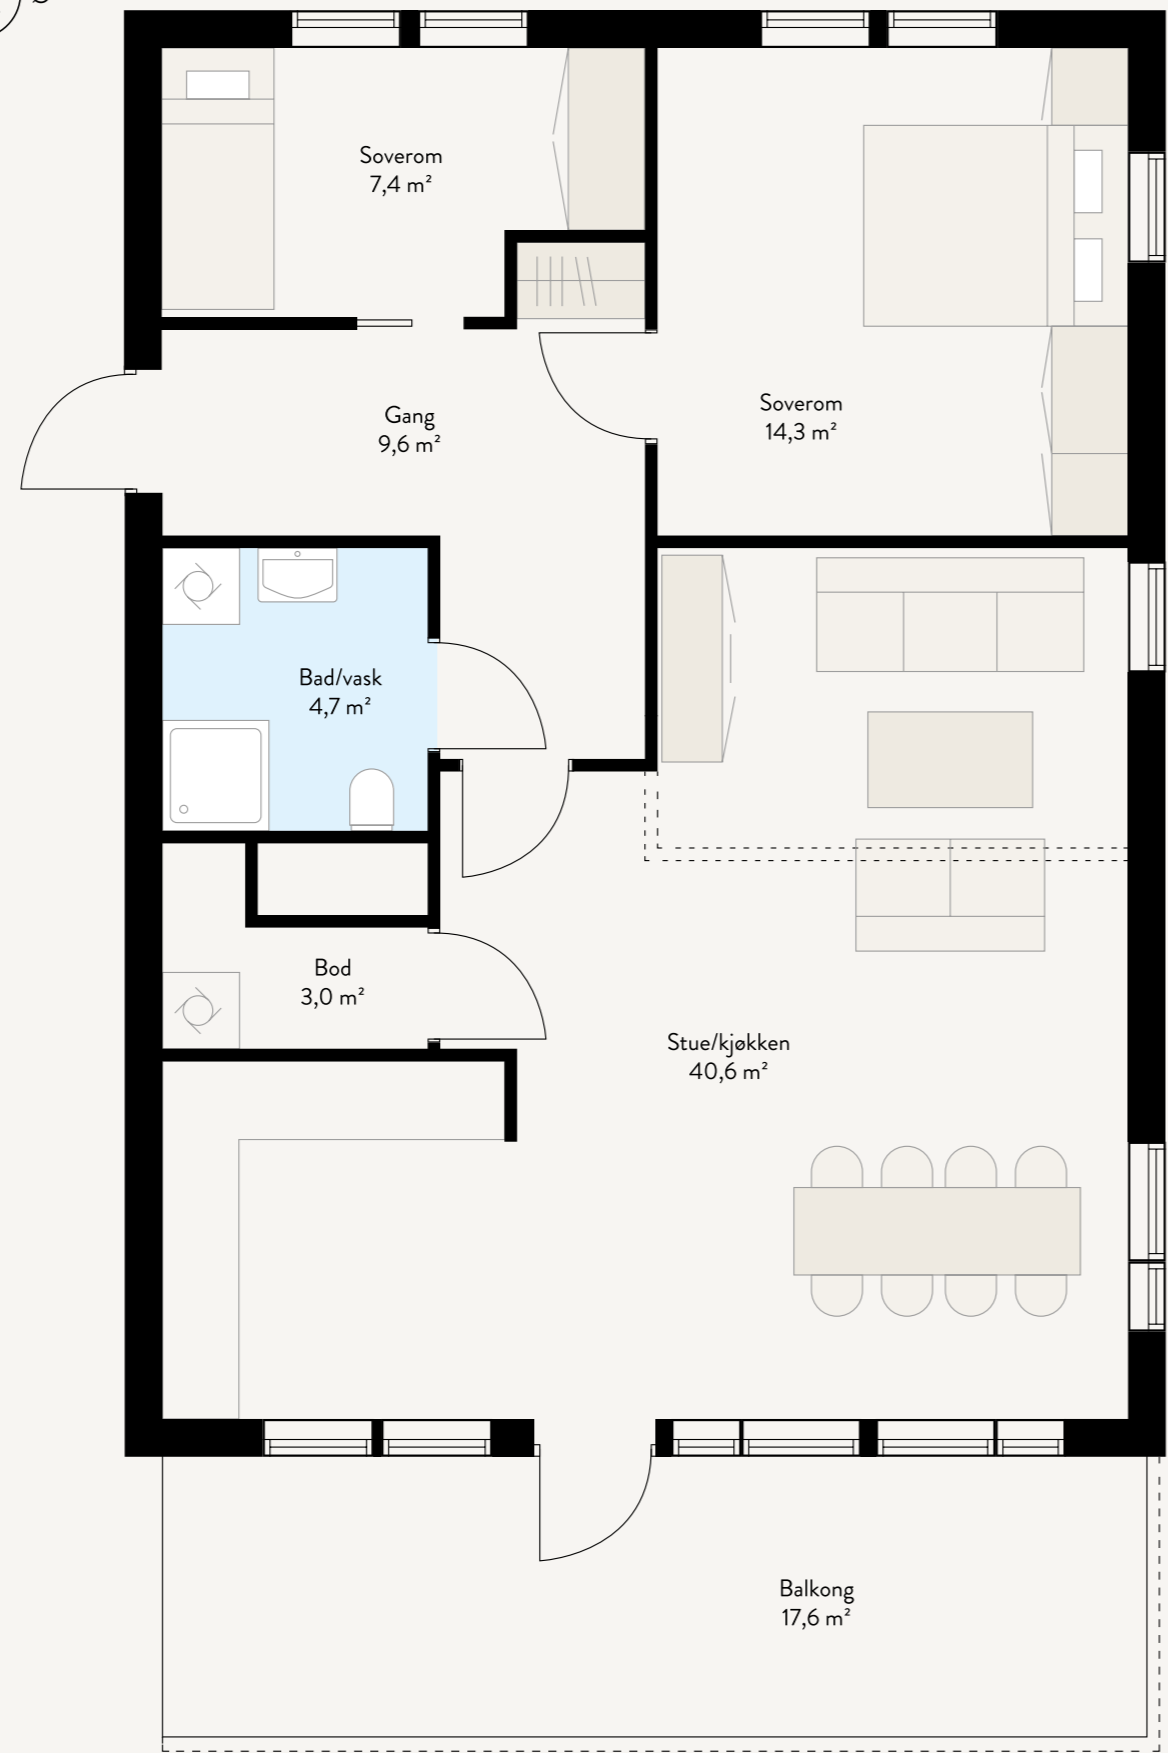 Soverom
7,4 m²
Soverom
14,3 m²
Gang
9,6 m²
Bad/vask
4,7 m²
Bod
3,0 m²
Stue/kjøkken
40,6 m²
Balkong
17,6 m²